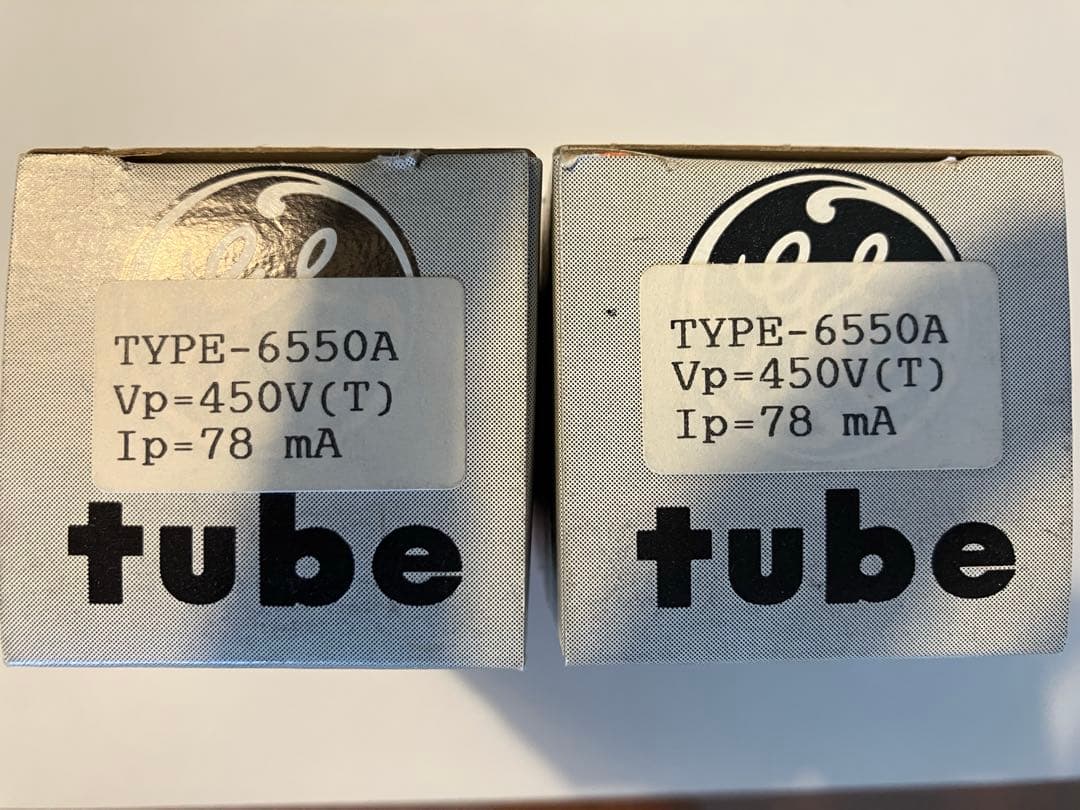 TYPE-6550A
Vp=450V(T)
Ip=78 mA
tube
TYPE-6550A
Vp=450V(T)
Ip=78 mA
tube